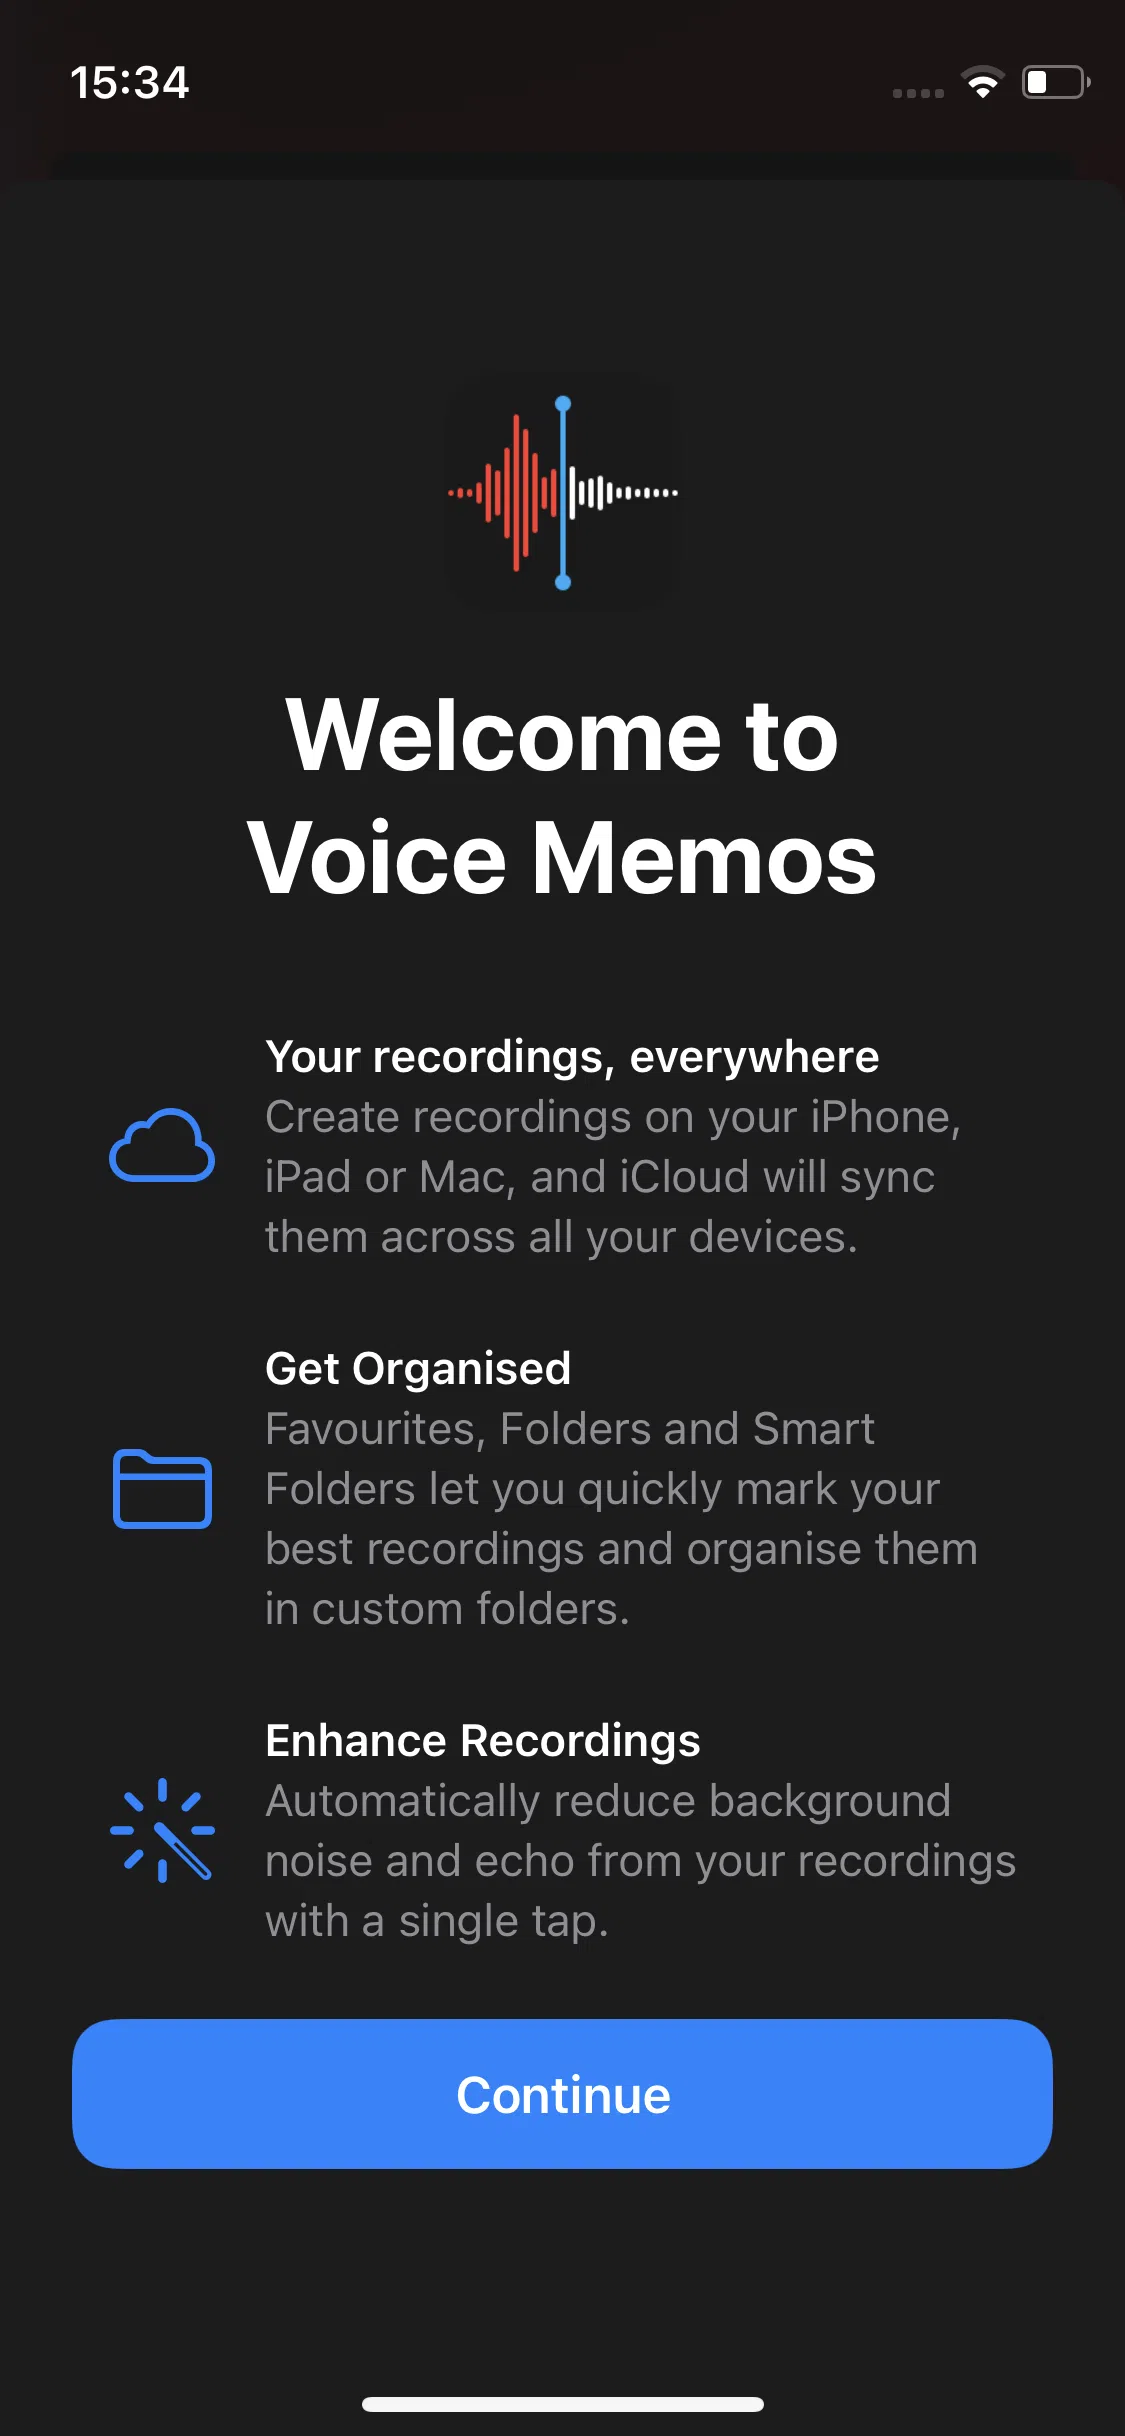 15:34
Welcome to
Voice Memos
Your recordings, everywhere
Create recordings on your iPhone,
iPad or Mac, and iCloud will sync
them across all your devices.
Get Organised
Favourites, Folders and Smart
Folders let you quickly mark your
best recordings and organise them
in custom folders.
Enhance Recordings
Automatically reduce background
noise and echo from your recordings
with a single tap.
Continue